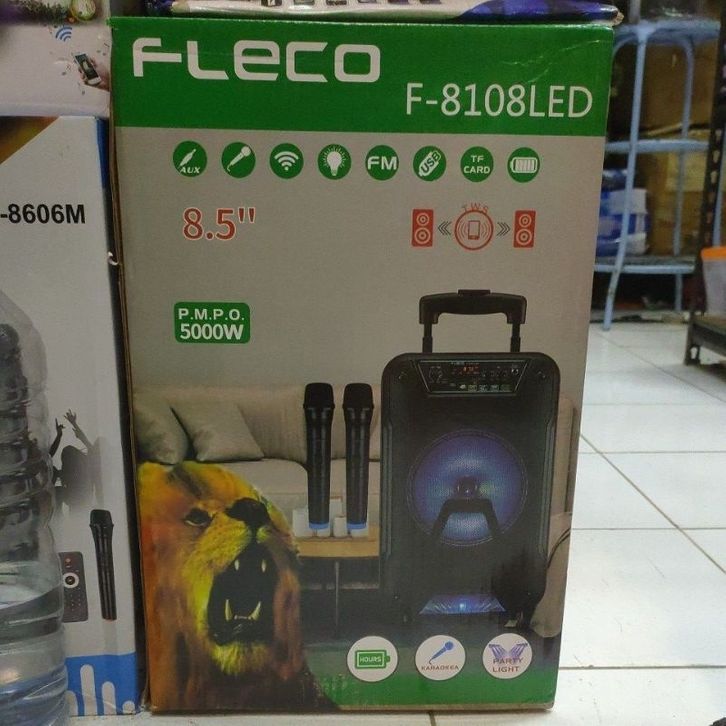 FLECO
F-8108LED
AUX
FM
USB
TF
CARD
-8606M
8.5"
TWS
P.M.P.O.
5000W
HOURS
KARAOKEA
PARTY
LIGHT